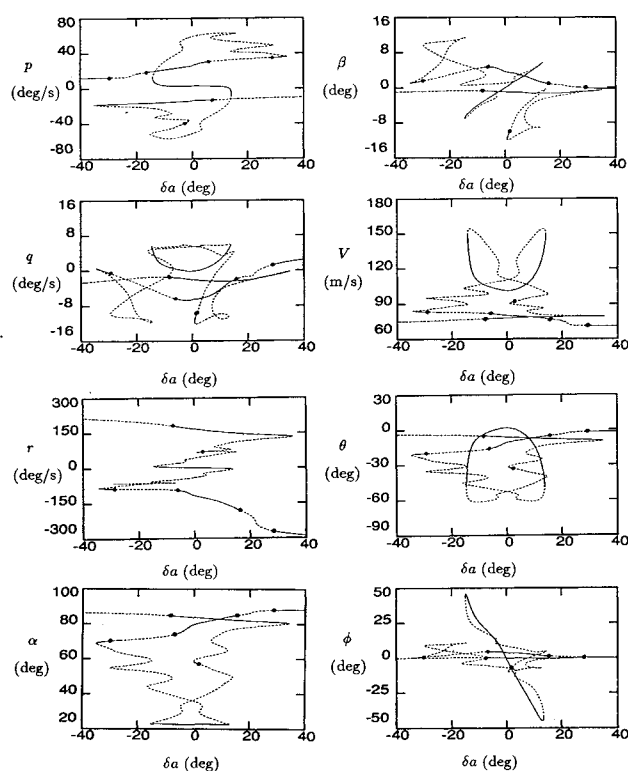 80
40
p
0
(deg/s)
-40
-80
-40 -20 0 20 40
δa (deg)
16
8
β
0
(deg)
-8
-16
-40 -20 0 20 40
δa (deg)
16
8
q
0
(deg/s)
-8
-16
-40 -20 0 20 40
δa (deg)
180
150
V
120
(m/s)
90
60
-40 -20 0 20 40
δa (deg)
300
150
r
0
(deg/s)
-150
-300
-40 -20 0 20 40
δa (deg)
30
0
θ
-30
(deg)
-60
-90
-40 -20 0 20 40
δa (deg)
100
80
α
60
(deg)
40
20
-40 -20 0 20 40
δa (deg)
50
25
φ
0
(deg)
-25
-50
-40 -20 0 20 40
δa (deg)